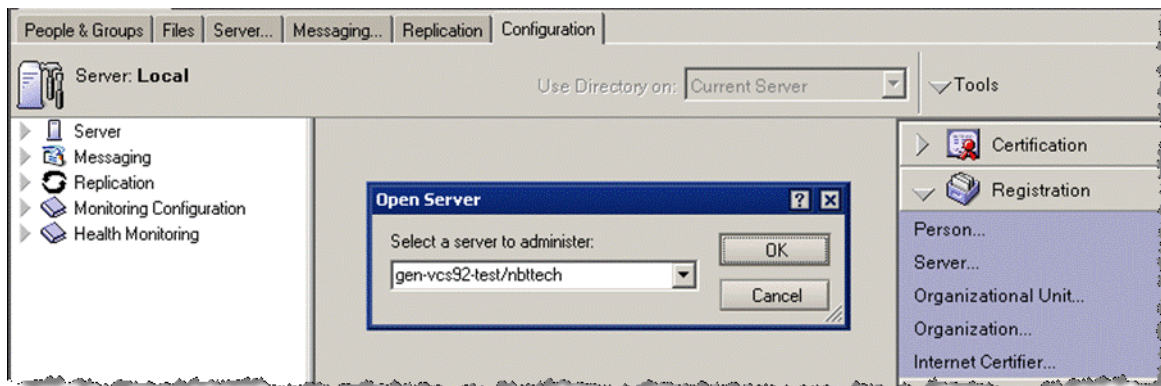 People & Groups Files Server... Messaging... Replication Configuration
Server: Local
Use Directory on: Current Server
Tools
Server
Messaging
Replication
Monitoring Configuration
Health Monitoring
Open Server
Select a server to administer:
gen-vcs92-test/nbttech
OK
Cancel
Certification
Registration
Person...
Server...
Organizational Unit...
Organization...
Internet Certifier...